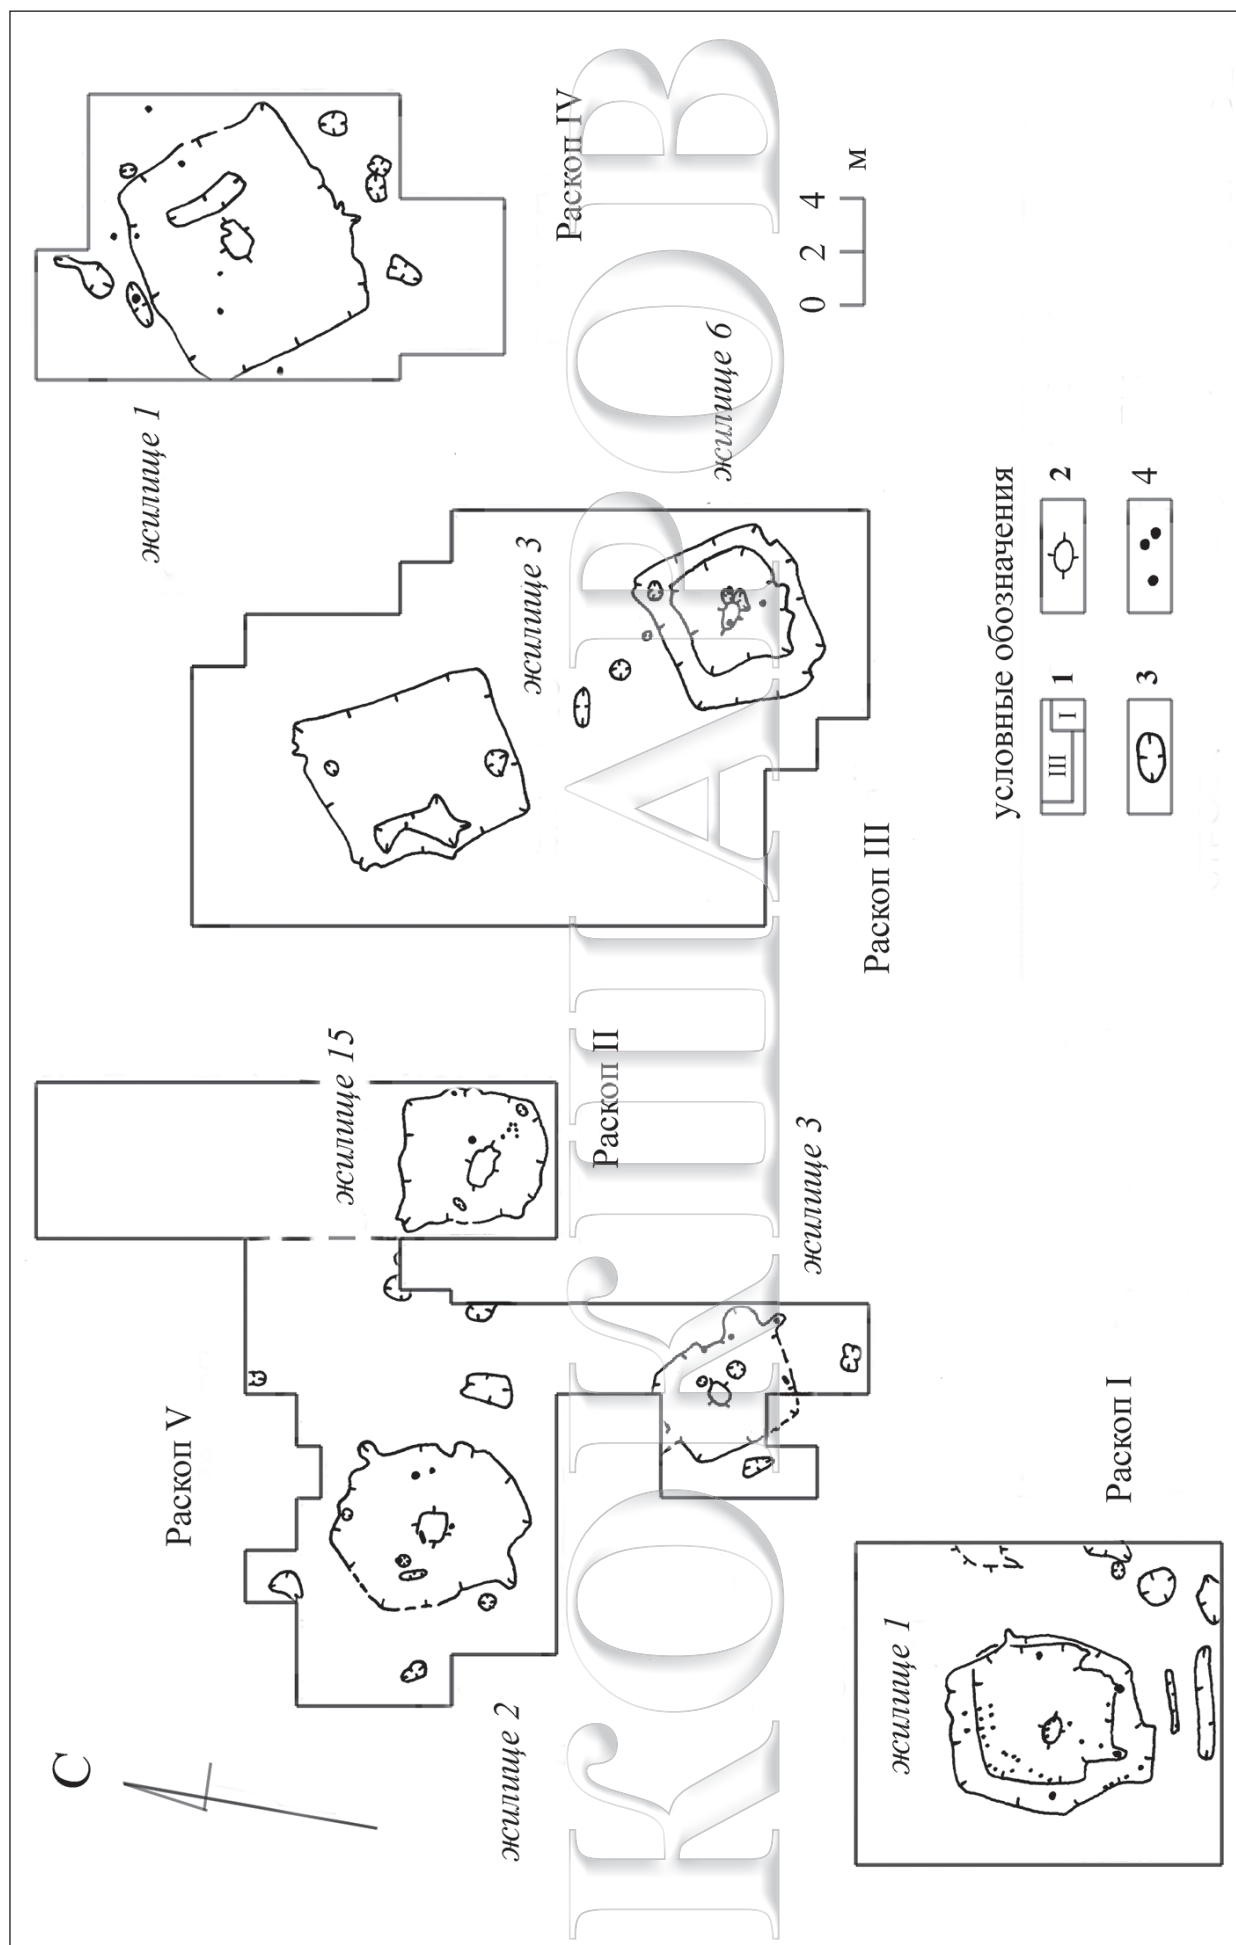 С
жилище 1
Раскоп V
жилище 15
жилище 2
жилище 3
Раскоп IV
Раскоп II
КОКШАРОВ
жилище 6
жилище 3
0 2 4
м
Раскоп III
жилище 1
условные обозначения
III I 1 2
Раскоп I
3 4